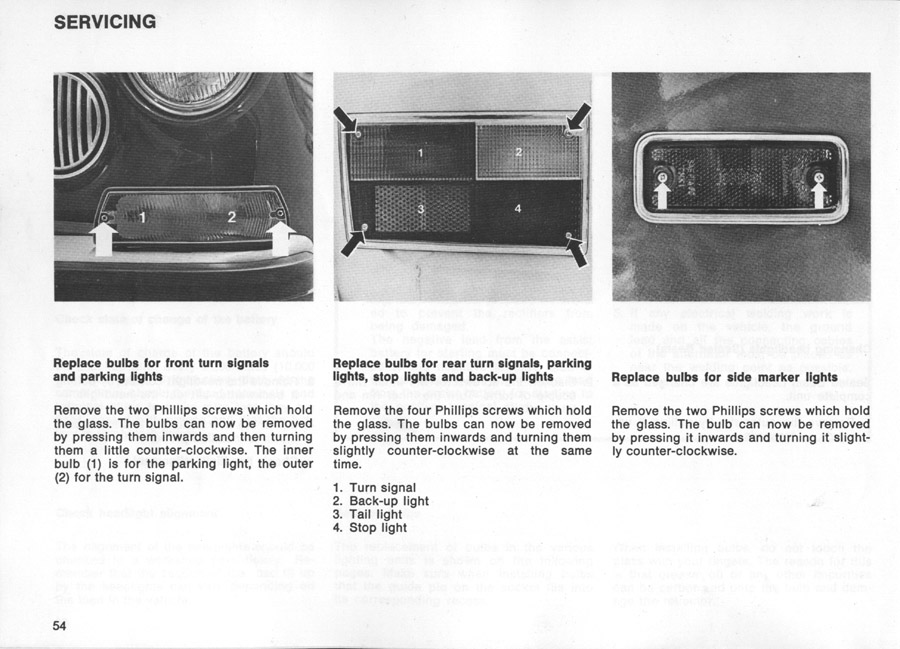 SERVICING
1
2
1
2
3
4
Replace bulbs for front turn signals
and parking lights
Remove the two Phillips screws which hold
the glass. The bulbs can now be removed
by pressing them inwards and then turning
them a little counter-clockwise. The inner
bulb (1) is for the parking light, the outer
(2) for the turn signal.
Replace bulbs for rear turn signals, parking
lights, stop lights and back-up lights
Remove the four Phillips screws which hold
the glass. The bulbs can now be removed
by pressing them inwards and turning them
slightly counter-clockwise at the same
time.
1. Turn signal
2. Back-up light
3. Tail light
4. Stop light
Replace bulbs for side marker lights
Remove the two Phillips screws which hold
the glass. The bulb can now be removed
by pressing it inwards and turning it slight-
ly counter-clockwise.
54